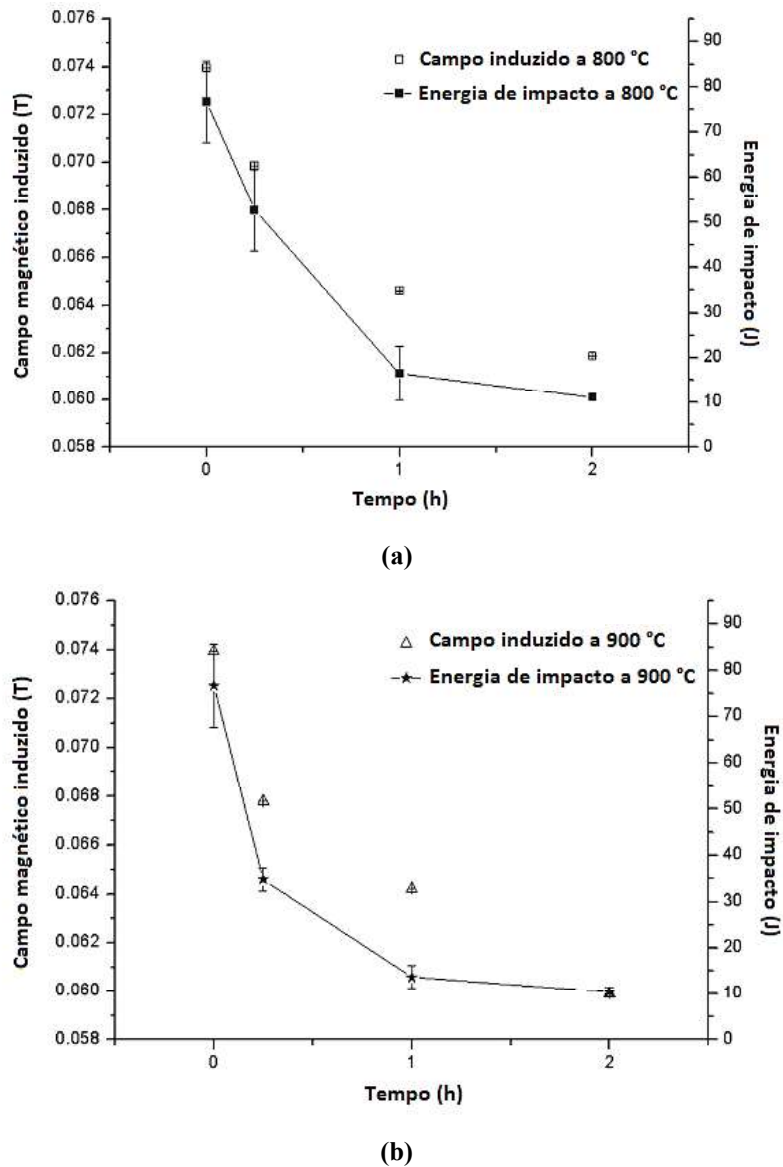 0.076
0.074
0.072
0.070
0.068
0.066
0.064
0.062
0.060
0.058
Campo magnético induzido (T)
Campo induzido a 800 °C
Energia de impacto a 800 °C
90
80
70
60
50
40
30
20
10
0
Energia de impacto (J)
0 1 2
Tempo (h)
(a)
0.076
0.074
0.072
0.070
0.068
0.066
0.064
0.062
0.060
0.058
Campo magnético induzido (T)
Campo induzido a 900 °C
Energia de impacto a 900 °C
90
80
70
60
50
40
30
20
10
0
Energia de impacto (J)
0 1 2
Tempo (h)
(b)